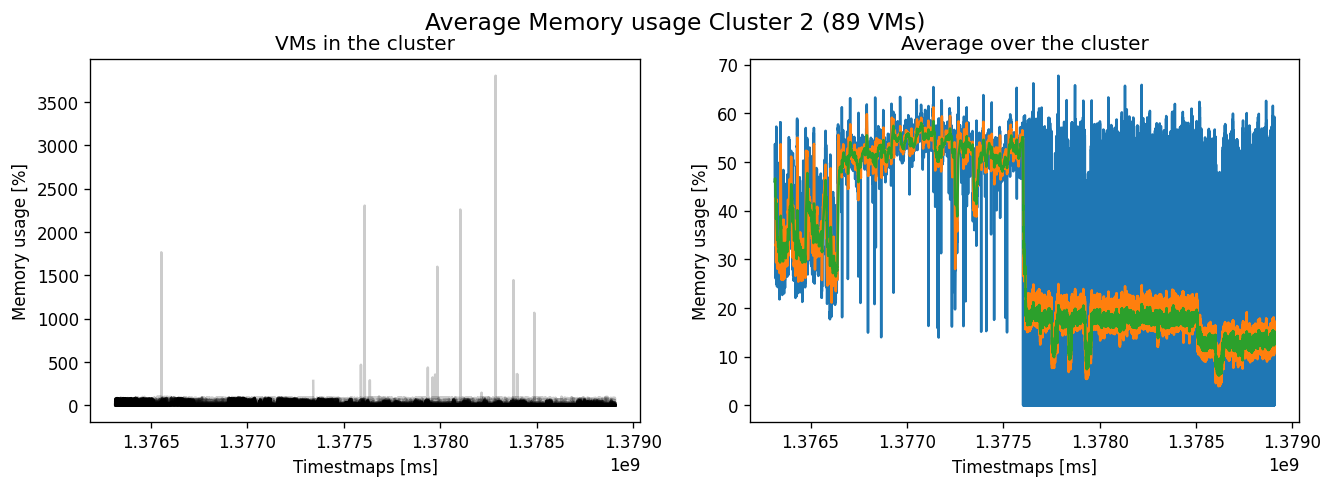 Average Memory usage Cluster 2 (89 VMs)
VMs in the cluster
Memory usage [%]
3500
3000
2500
2000
1500
1000
500
0
1.3765 1.3770 1.3775 1.3780 1.3785 1.3790
1e9
Timestmaps [ms]
Average over the cluster
Memory usage [%]
70
60
50
40
30
20
10
0
1.3765 1.3770 1.3775 1.3780 1.3785 1.3790
1e9
Timestmaps [ms]